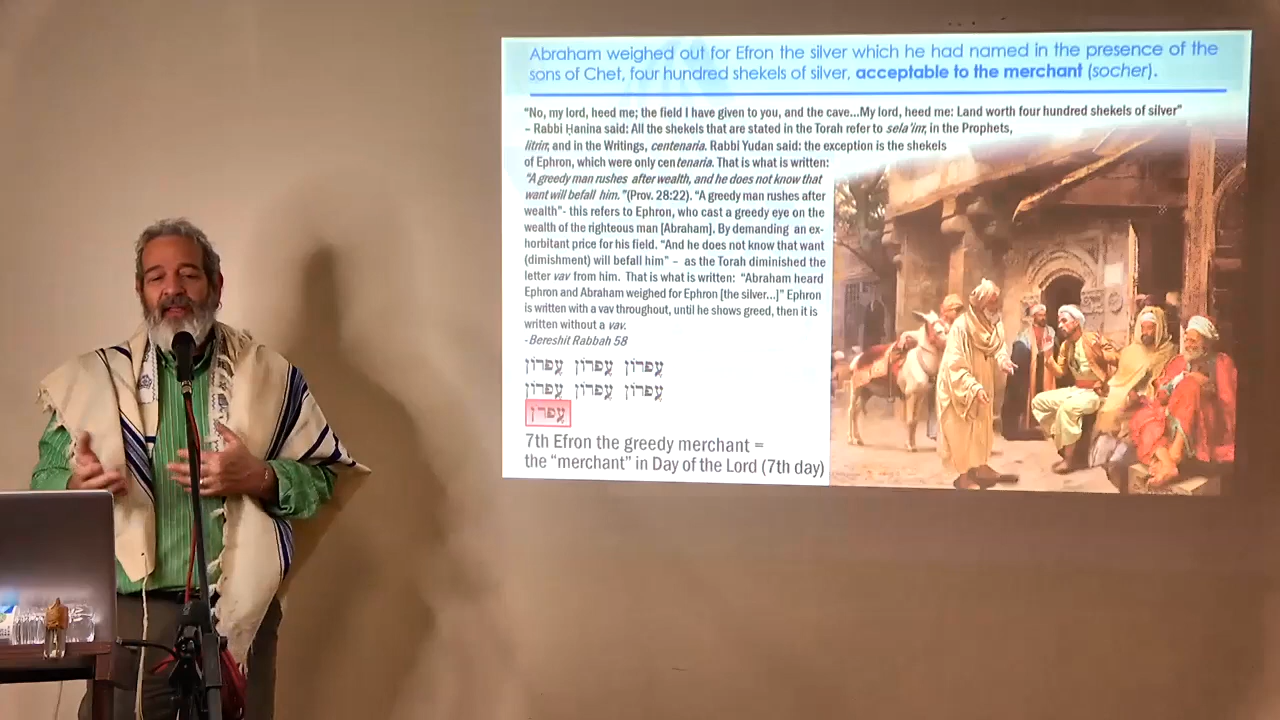 Abraham weighed out for Efron the silver which he had named in the presence of the
sons of Chet, four hundred shekels of silver, acceptable to the merchant (socher).
"No, my lord, heed me; the field I have given to you, and the cave...My lord, heed me: Land worth four hundred shekels of silver"
– Rabbi Ḥanina said: All the shekels that are stated in the Torah refer to sela'im; in the Prophets,
litrin; and in the Writings, centenaria. Rabbi Yudan said: the exception is the shekels
of Ephron, which were only centenaria. That is what is written:
"A greedy man rushes after wealth, and he does not know that
want will befall him."(Prov. 28:22). "A greedy man rushes after
wealth"- this refers to Ephron, who cast a greedy eye on the
wealth of the righteous man [Abraham]. By demanding an ex-
horbitant price for his field. "And he does not know that want
(dimishment) will befall him" – as the Torah diminished the
letter vav from him. That is what is written: "Abraham heard
Ephron and Abraham weighed for Ephron [the silver...]" Ephron
is written with a vav throughout, until he shows greed, then it is
written without a vav.
-Bereshit Rabbah 58
עֶפְרוֹן עֶפְרוֹן עֶפְרוֹן
עֶפְרוֹן עֶפְרוֹן עֶפְרוֹן
עֶפְרֹן
7th Efron the greedy merchant =
the "merchant" in Day of the Lord (7th day)